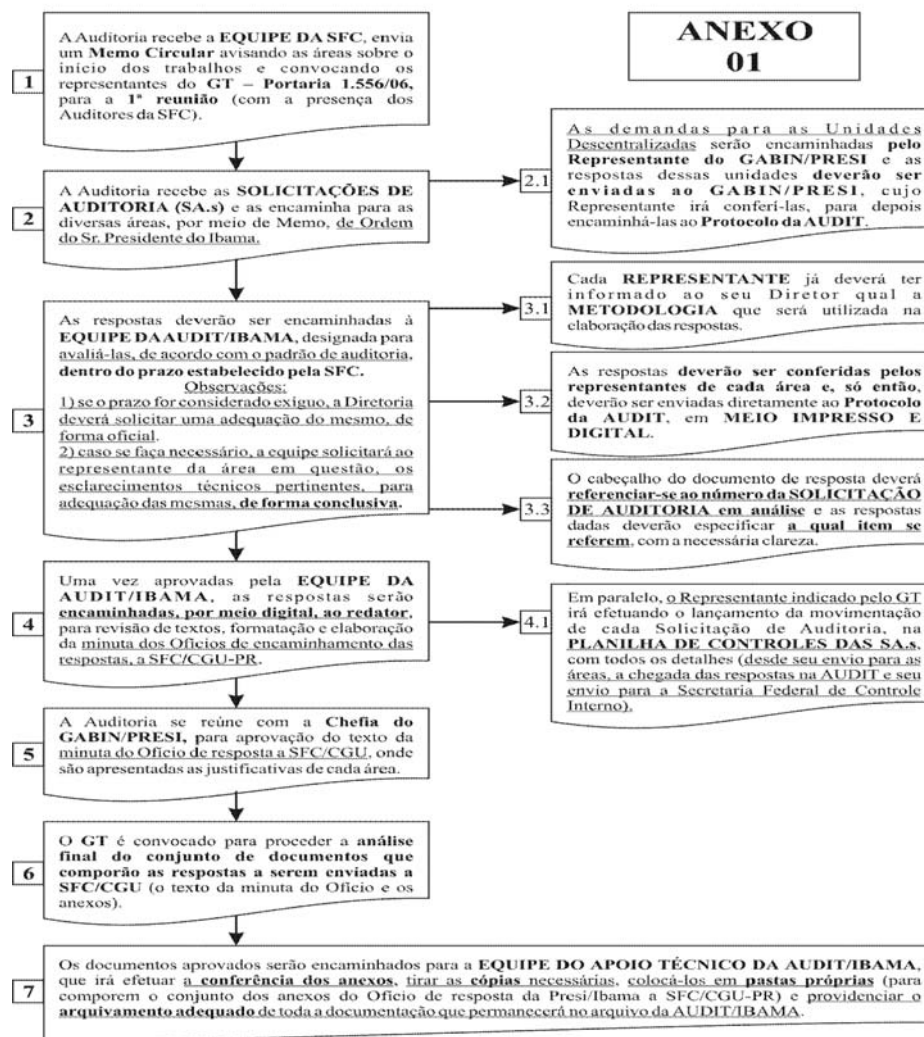 ANEXO
01
1
A Auditoria recebe a EQUIPE DA SFC, envia
um Memo Circular avisando as áreas sobre o
início dos trabalhos e convocando os
representantes do GT – Portaria 1.556/06,
para a 1ª reunião (com a presença dos
Auditores da SFC).
2
A Auditoria recebe as SOLICITAÇÕES DE
AUDITORIA (SA.s) e as encaminha para as
diversas áreas, por meio de Memo, de Ordem
do Sr. Presidente do Ibama.
2.1
As demandas para as Unidades
Descentralizadas serão encaminhadas pelo
Representante do GABIN/PRESI e as
respostas dessas unidades deverão ser
enviadas ao GABIN/PRESI, cujo
Representante irá conferí-las, para depois
encaminhá-las ao Protocolo da AUDIT.
3
As respostas deverão ser encaminhadas à
EQUIPE DA AUDIT/IBAMA, designada para
avaliá-las, de acordo com o padrão de auditoria,
dentro do prazo estabelecido pela SFC.
Observações:
1) se o prazo for considerado exíguo, a Diretoria
deverá solicitar uma adequação do mesmo, de
forma oficial.
2) caso se faça necessário, a equipe solicitará ao
representante da área em questão, os
esclarecimentos técnicos pertinentes, para
adequação das mesmas, de forma conclusiva.
3.1
Cada REPRESENTANTE já deverá ter
informado ao seu Diretor qual a
METODOLOGIA que será utilizada na
elaboração das respostas.
3.2
As respostas deverão ser conferidas pelos
representantes de cada área e, só então,
deverão ser enviadas diretamente ao Protocolo
da AUDIT, em MEIO IMPRESSO E
DIGITAL.
3.3
O cabeçalho do documento de resposta deverá
referenciar-se ao número da SOLICITAÇÃO
DE AUDITORIA em análise e as respostas
dadas deverão especificar a qual item se
referem, com a necessária clareza.
4
Uma vez aprovadas pela EQUIPE DA
AUDIT/IBAMA, as respostas serão
encaminhadas, por meio digital, ao redator,
para revisão de textos, formatação e elaboração
da minuta dos Ofícios de encaminhamento das
respostas, a SFC/CGU-PR.
4.1
Em paralelo, o Representante indicado pelo GT
irá efetuando o lançamento da movimentação
de cada Solicitação de Auditoria, na
PLANILHA DE CONTROLES DAS SA.s,
com todos os detalhes (desde seu envio para as
áreas, a chegada das respostas na AUDIT e seu
envio para a Secretaria Federal de Controle
Interno).
5
A Auditoria se reúne com a Chefia do
GABIN/PRESI, para aprovação do texto da
minuta do Ofício de resposta a SFC/CGU, onde
são apresentadas as justificativas de cada área.
6
O GT é convocado para proceder a análise
final do conjunto de documentos que
comporão as respostas a serem enviadas a
SFC/CGU (o texto da minuta do Ofício e os
anexos).
7
Os documentos aprovados serão encaminhados para a EQUIPE DO APOIO TÉCNICO DA AUDIT/IBAMA,
que irá efetuar a conferência dos anexos, tirar as cópias necessárias, colocá-los em pastas próprias (para
comporem o conjunto dos anexos do Ofício de resposta da Presi/Ibama a SFC/CGU-PR) e providenciar o
arquivamento adequado de toda a documentação que permanecerá no arquivo da AUDIT/IBAMA.